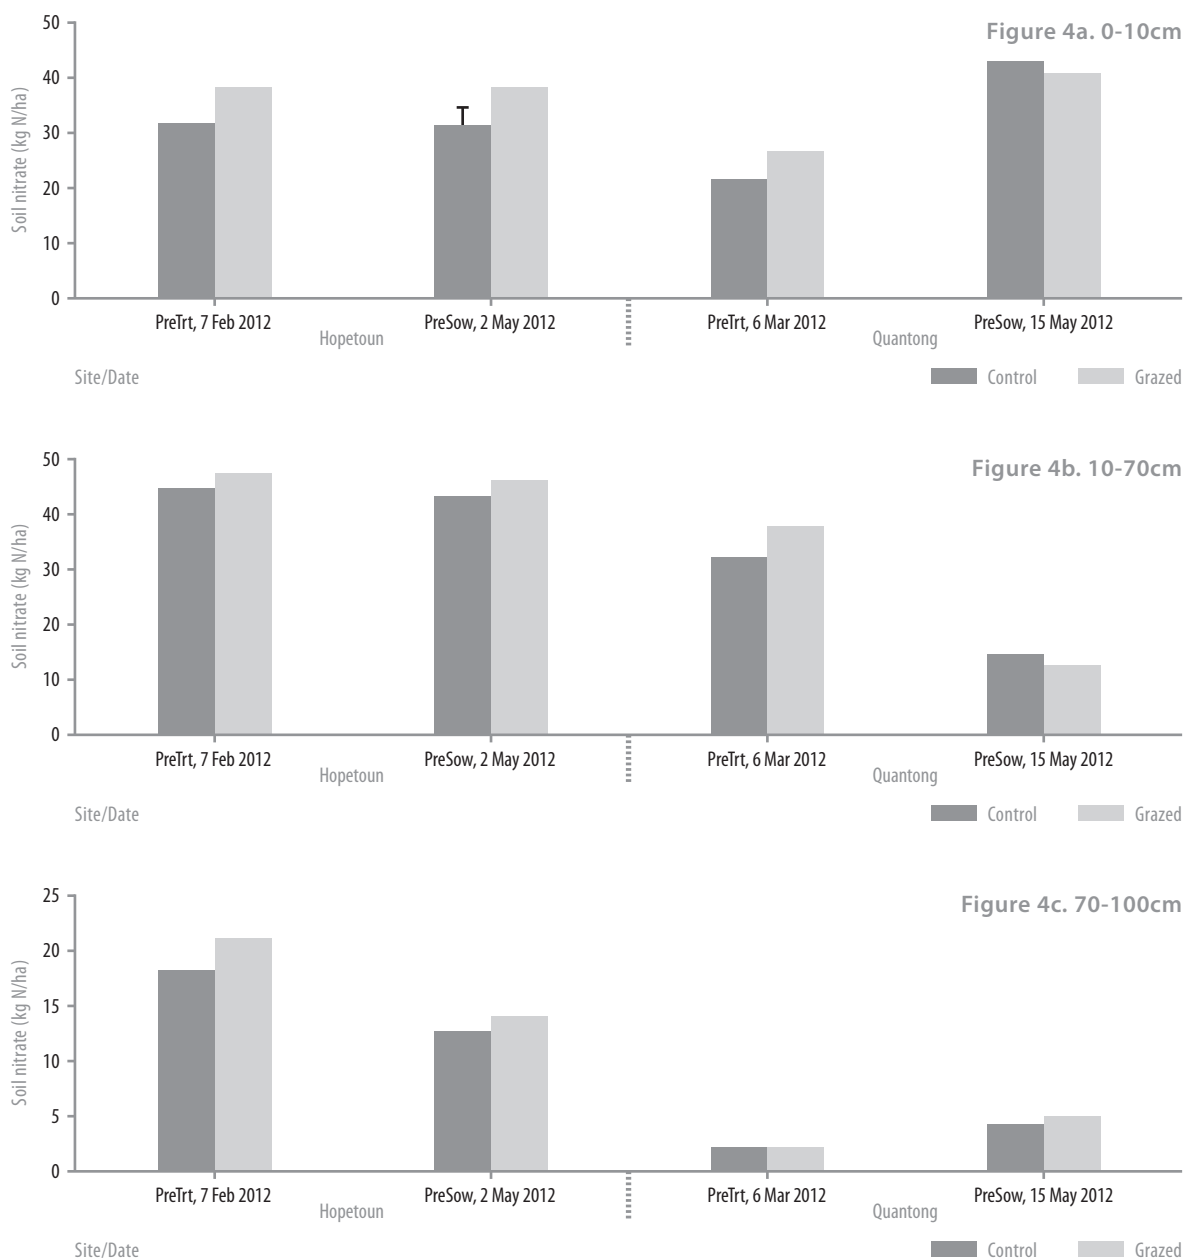 Figure 4a. 0-10cm
Soil nitrate (kg N/ha)
50
40
30
20
10
0
PreTrt, 7 Feb 2012 PreSow, 2 May 2012 PreTrt, 6 Mar 2012 PreSow, 15 May 2012
Hopetoun Quantong
Site/Date Control Grazed
Figure 4b. 10-70cm
Soil nitrate (kg N/ha)
50
40
30
20
10
0
PreTrt, 7 Feb 2012 PreSow, 2 May 2012 PreTrt, 6 Mar 2012 PreSow, 15 May 2012
Hopetoun Quantong
Site/Date Control Grazed
Figure 4c. 70-100cm
Soil nitrate (kg N/ha)
25
20
15
10
5
0
PreTrt, 7 Feb 2012 PreSow, 2 May 2012 PreTrt, 6 Mar 2012 PreSow, 15 May 2012
Hopetoun Quantong
Site/Date Control Grazed